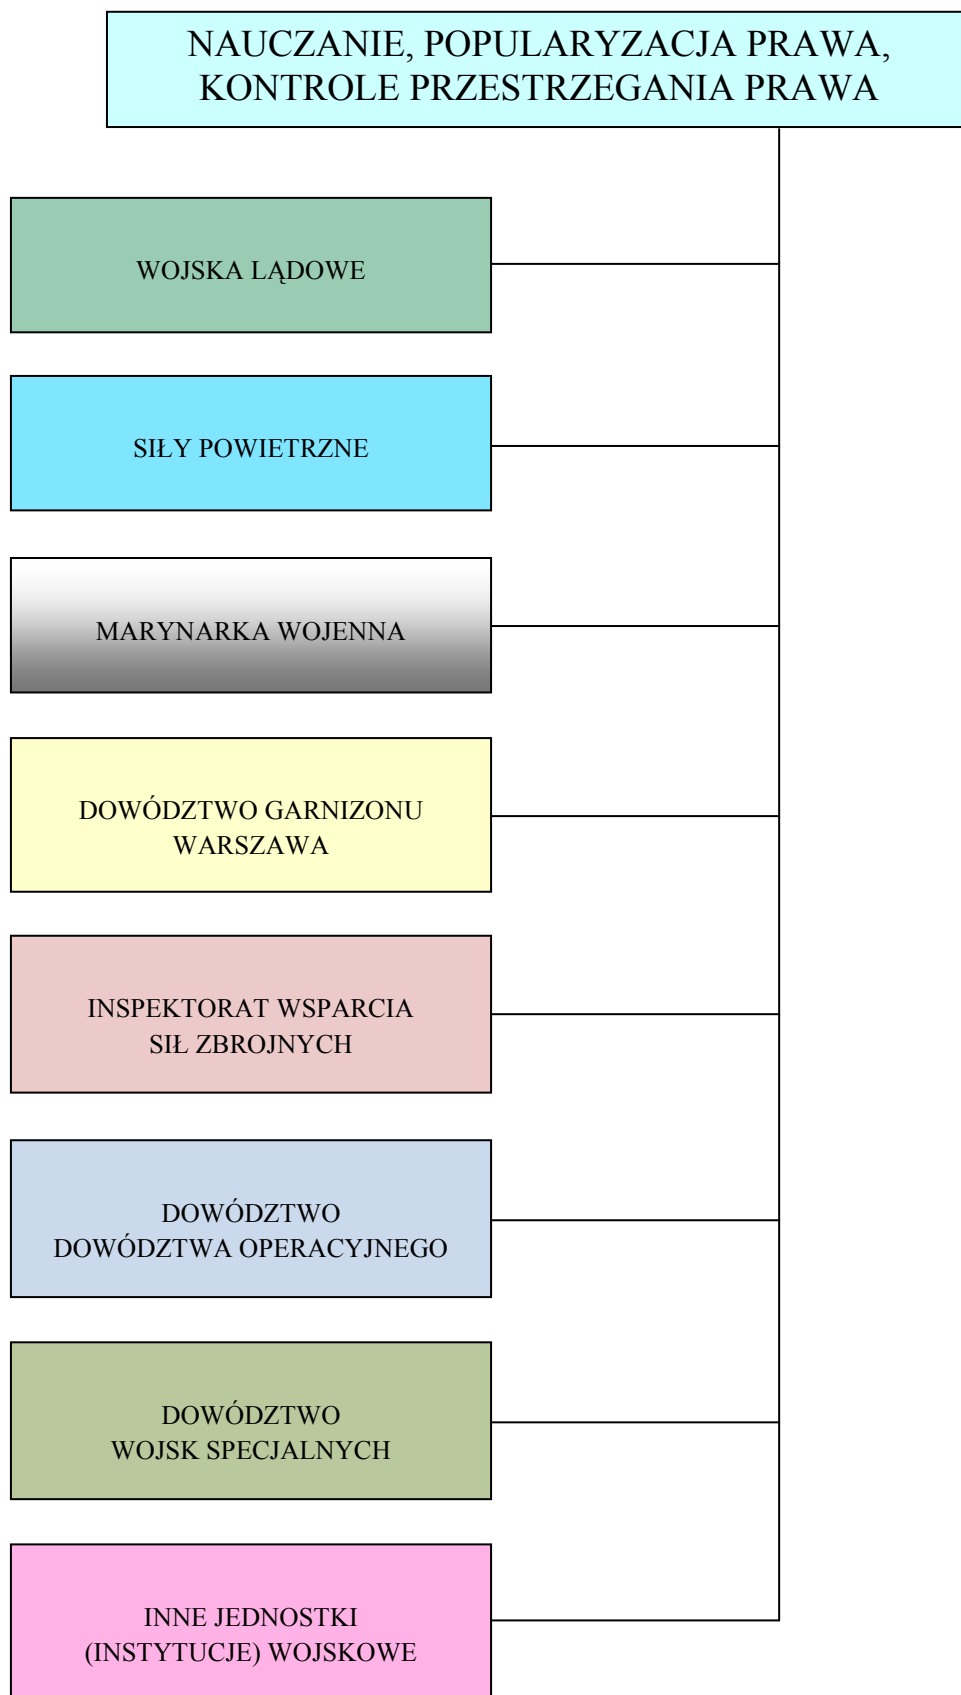 NAUCZANIE, POPULARYZACJA PRAWA,
KONTROLE PRZESTRZEGANIA PRAWA
WOJSKA LĄDOWE
SIŁY POWIETRZNE
MARYNARKA WOJENNA
DOWÓDZTWO GARNIZONU
WARSZAWA
INSPEKTORAT WSPARCIA
SIŁ ZBROJNYCH
DOWÓDZTWO
DOWÓDZTWA OPERACYJNEGO
DOWÓDZTWO
WOJSK SPECJALNYCH
INNE JEDNOSTKI
(INSTYTUCJE) WOJSKOWE